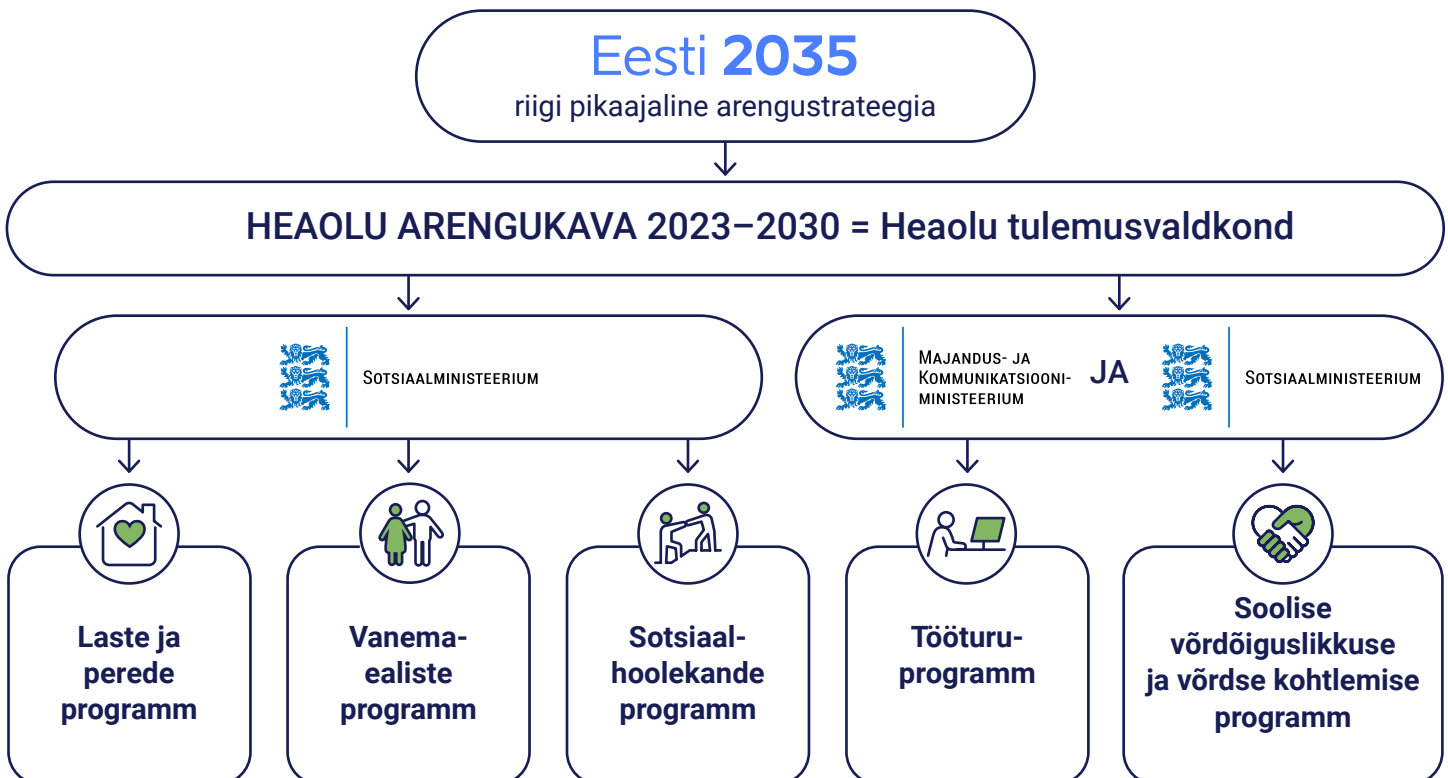 Eesti 2035
riigi pikaajaline arengustrateegia
HEAOLU ARENGUKAVA 2023–2030 = Heaolu tulemusvaldkond
SOTSIAALMINISTEERIUM
MAJANDUS- JA
KOMMUNIKATSIOONI-
MINISTEERIUM
JA
SOTSIAALMINISTEERIUM
Laste ja
perede
programm
Vanema-
ealiste
programm
Sotsiaal-
hoolekande
programm
Tööturu-
programm
Soolise
võrdõiguslikkuse
ja võrdse kohtlemise
programm